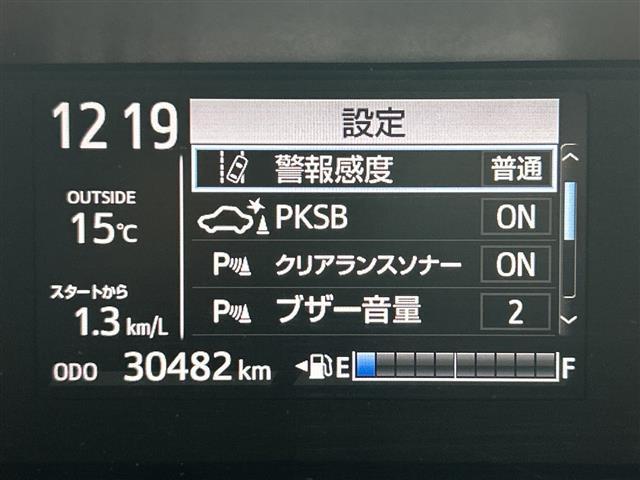 12 19
設定
警報感度 普通
OUTSIDE
15℃
PKSB ON
P クリアランスソナー ON
スタートから
1.3 km/L
P ブザー音量 2
ODO 30482 km
E F